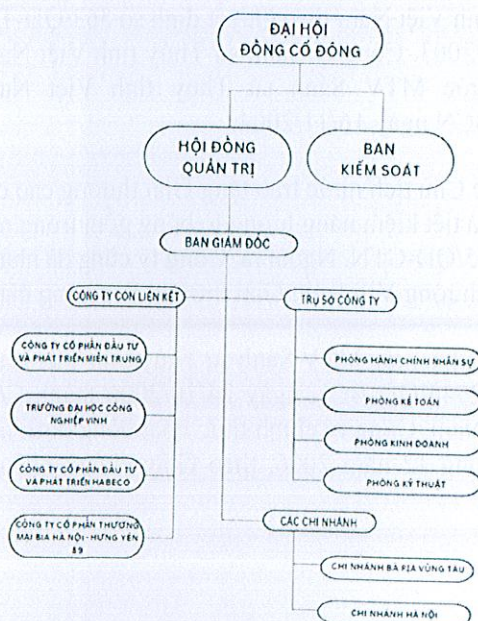 ĐẠI HỘI
ĐỒNG CỔ ĐÔNG
HỘI ĐỒNG
QUẢN TRỊ
BAN
KIỂM SOÁT
BAN GIÁM ĐỐC
CÔNG TY CON LIÊN KẾT
TRỤ SỞ CÔNG TY
CÔNG TY CỔ PHẦN ĐẦU TƯ
VÀ PHÁT TRIỂN MIỀN TRUNG
TRƯỜNG ĐẠI HỌC CÔNG
NGHIỆP VINH
CÔNG TY CỔ PHẦN ĐẦU TƯ
VÀ PHÁT TRIỂN HABECO
CÔNG TY CỔ PHẦN THƯƠNG
MẠI BIA HÀ NỘI - HƯNG YÊN
89
PHÒNG HÀNH CHÍNH NHÂN SỰ
PHÒNG KẾ TOÁN
PHÒNG KINH DOANH
PHÒNG KỸ THUẬT
CÁC CHI NHÁNH
CHI NHÁNH BÀ RỊA VŨNG TÀU
CHI NHÁNH HÀ NỘI